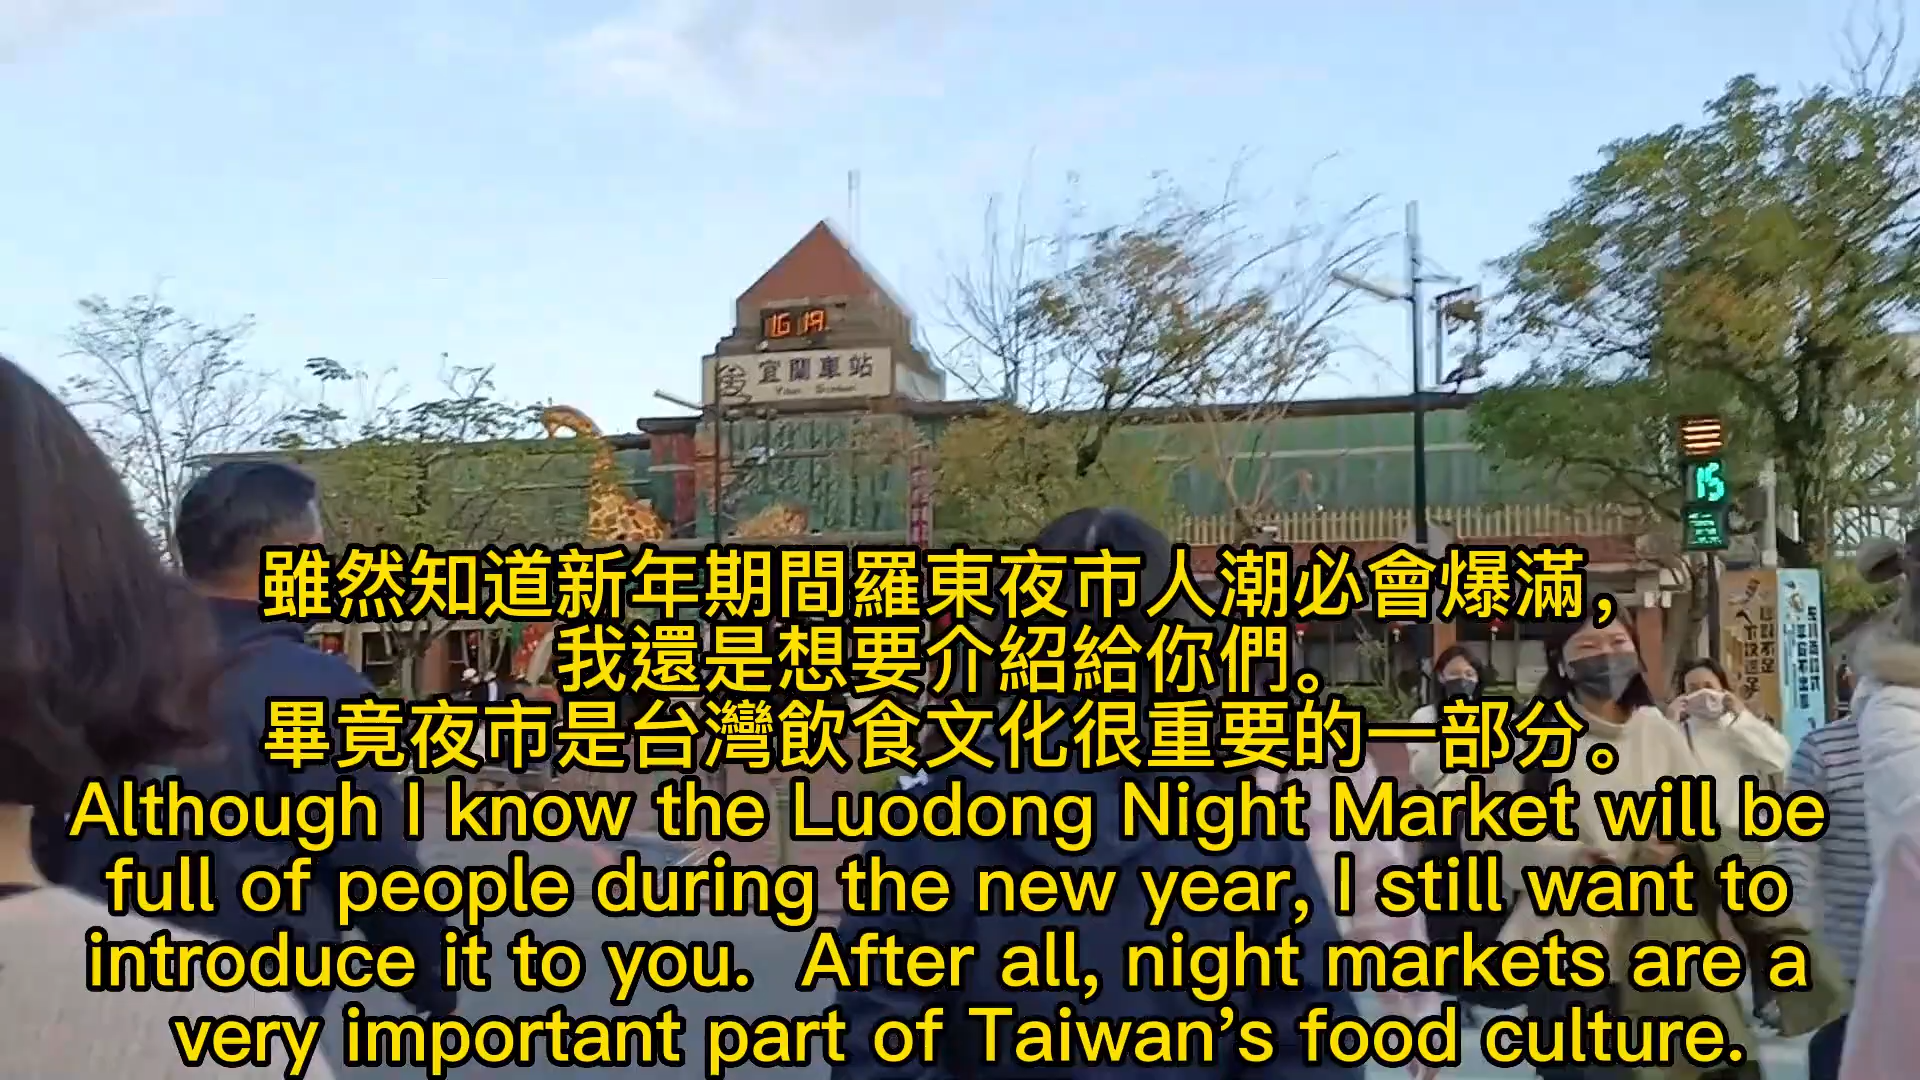 16 19
宜蘭車站
Yilan Station
15
雖然知道新年期間羅東夜市人潮必會爆滿，
我還是想要介紹給你們。
畢竟夜市是台灣飲食文化很重要的一部分。
Although I know the Luodong Night Market will be
full of people during the new year, I still want to
introduce it to you. After all, night markets are a
very important part of Taiwan’s food culture.